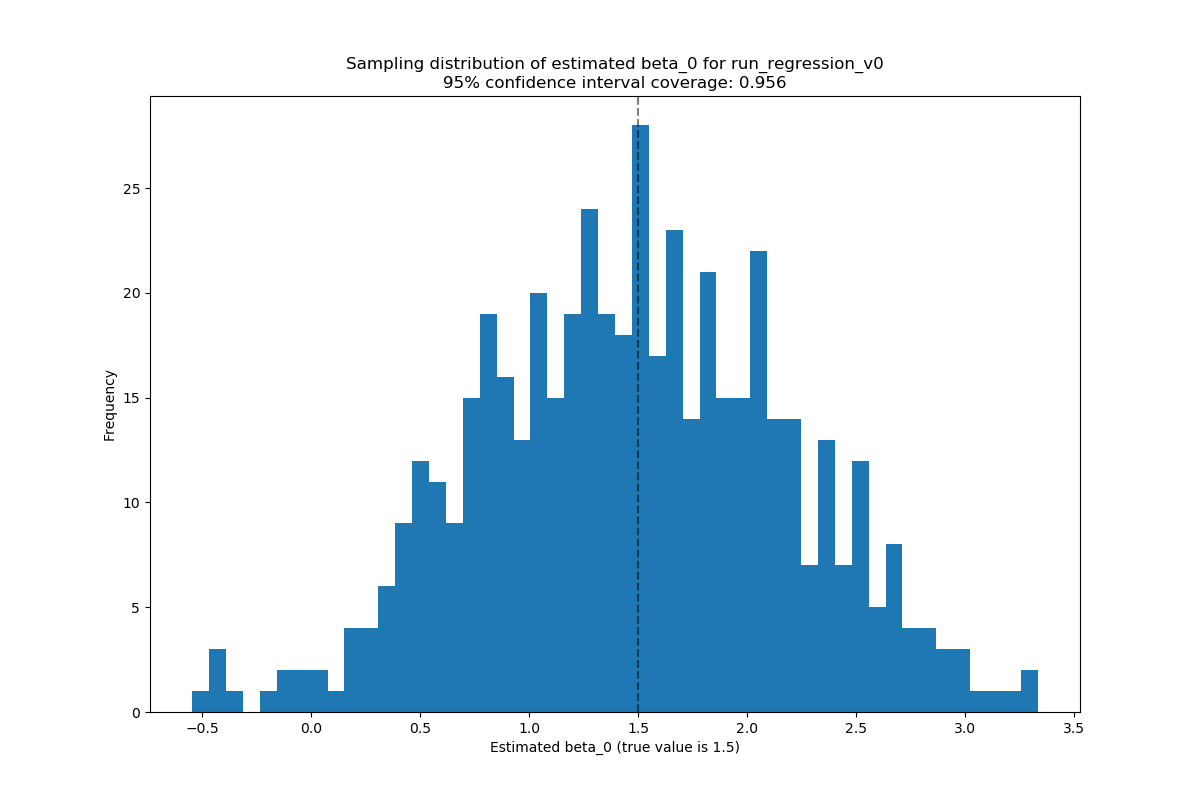 Sampling distribution of estimated beta_0 for run_regression_v0
95% confidence interval coverage: 0.956
Frequency
25
20
15
10
5
0
−0.5 0.0 0.5 1.0 1.5 2.0 2.5 3.0 3.5
Estimated beta_0 (true value is 1.5)